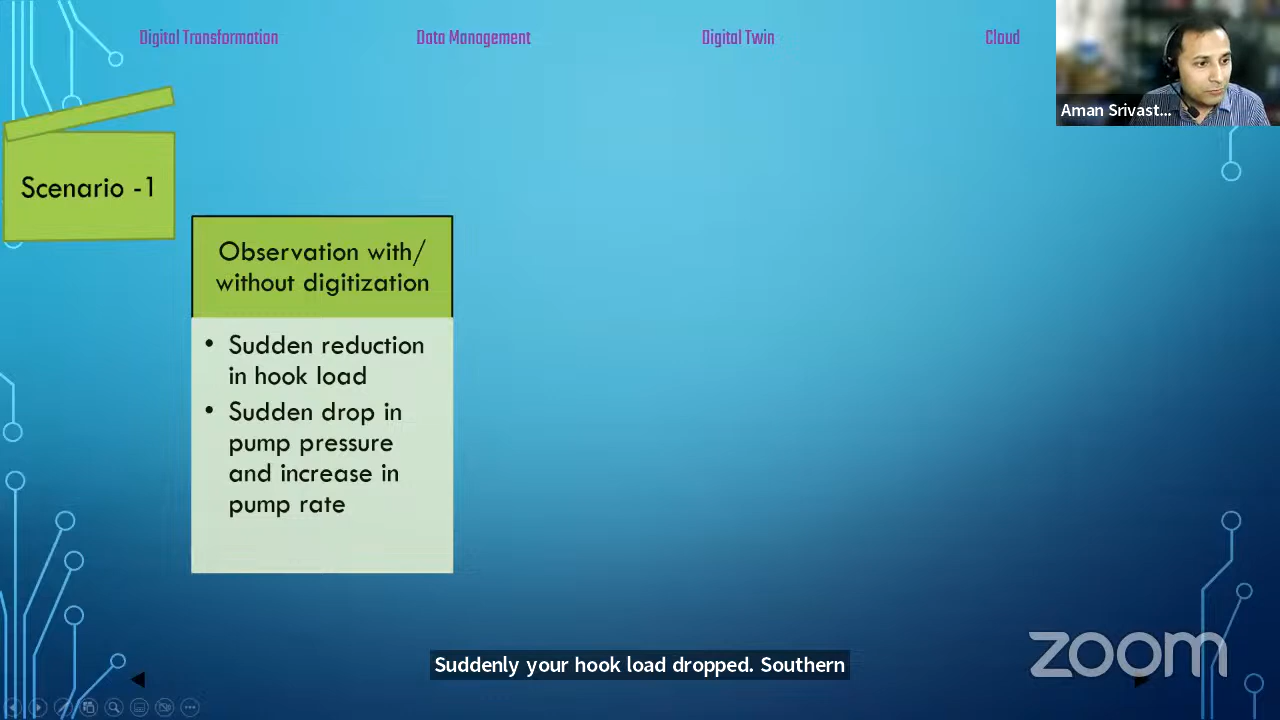 Digital Transformation
Data Management
Digital Twin
Cloud
Aman Srivast...
Scenario -1
Observation with/
without digitization
• Sudden reduction
in hook load
• Sudden drop in
pump pressure
and increase in
pump rate
Suddenly your hook load dropped. Southern
zoom